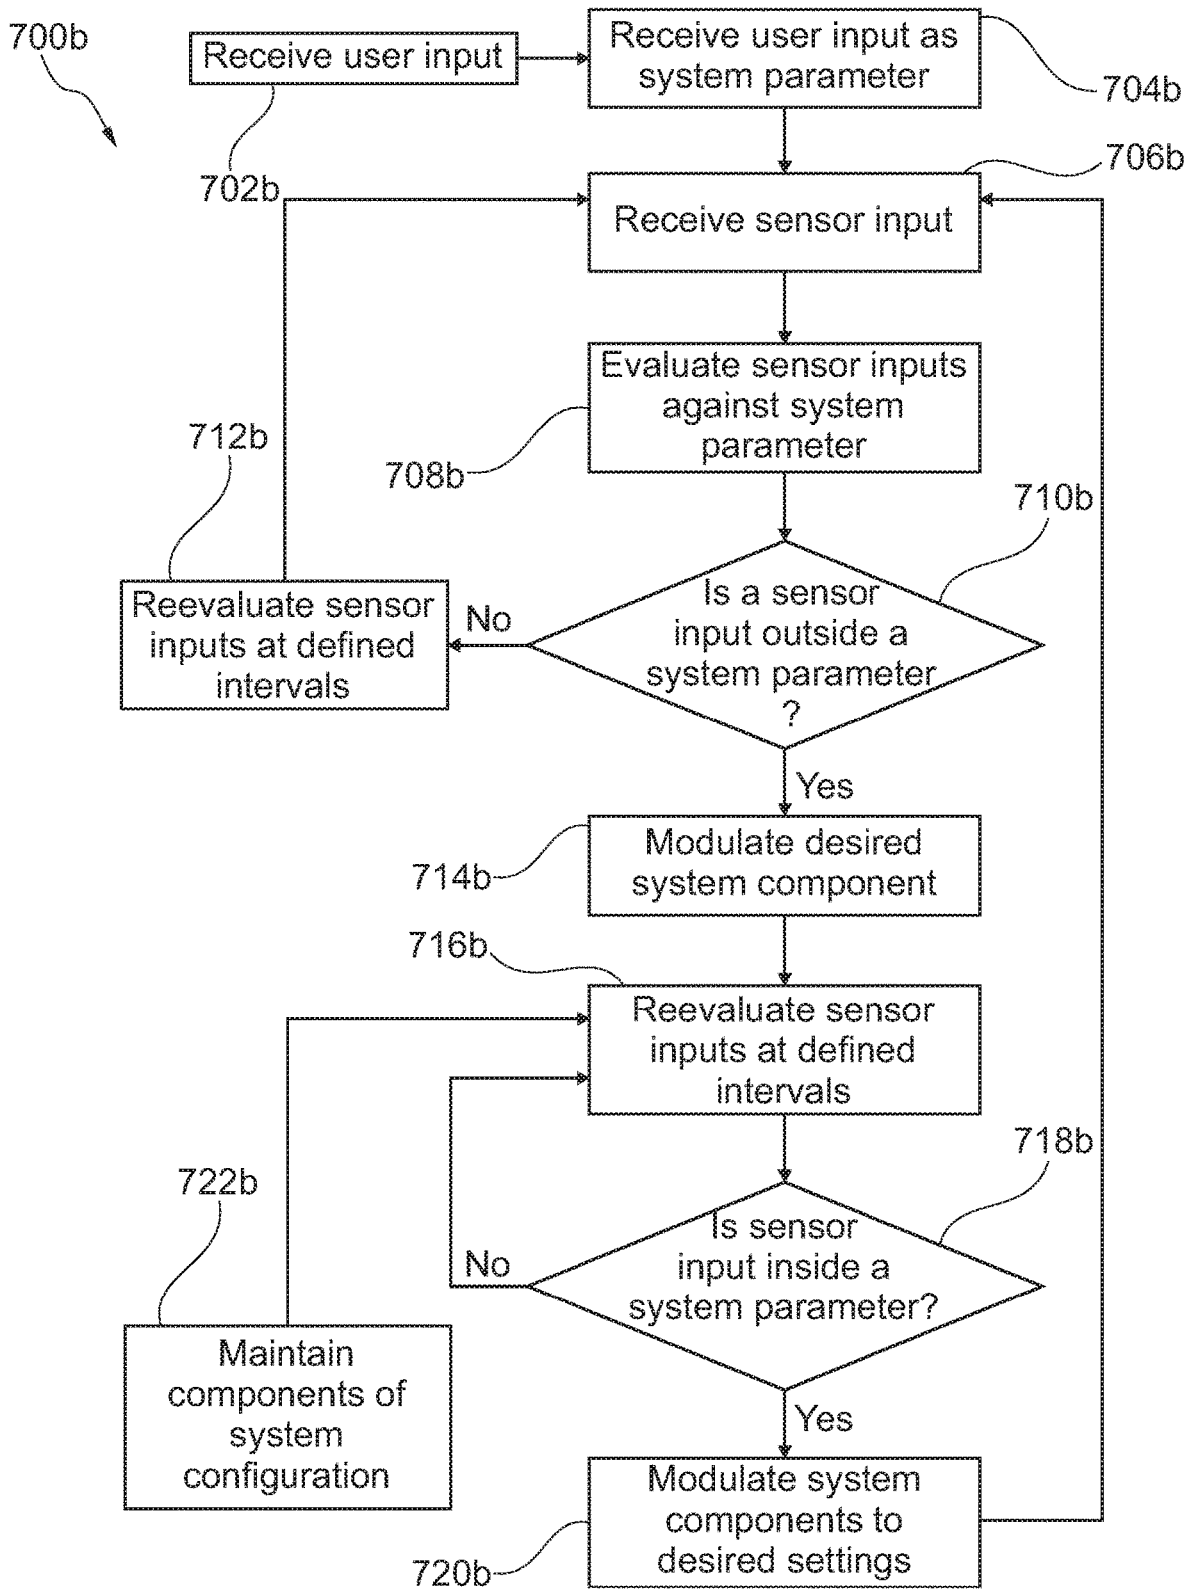 700b
Receive user input
702b
Receive user input as
system parameter
704b
706b
Receive sensor input
Evaluate sensor inputs
against system
parameter
708b
710b
Is a sensor
input outside a
system parameter
?
No
712b
Reevaluate sensor
inputs at defined
intervals
Yes
Modulate desired
system component
714b
716b
Reevaluate sensor
inputs at defined
intervals
718b
Is sensor
input inside a
system parameter?
No
722b
Maintain
components of
system
configuration
Yes
Modulate system
components to
desired settings
720b